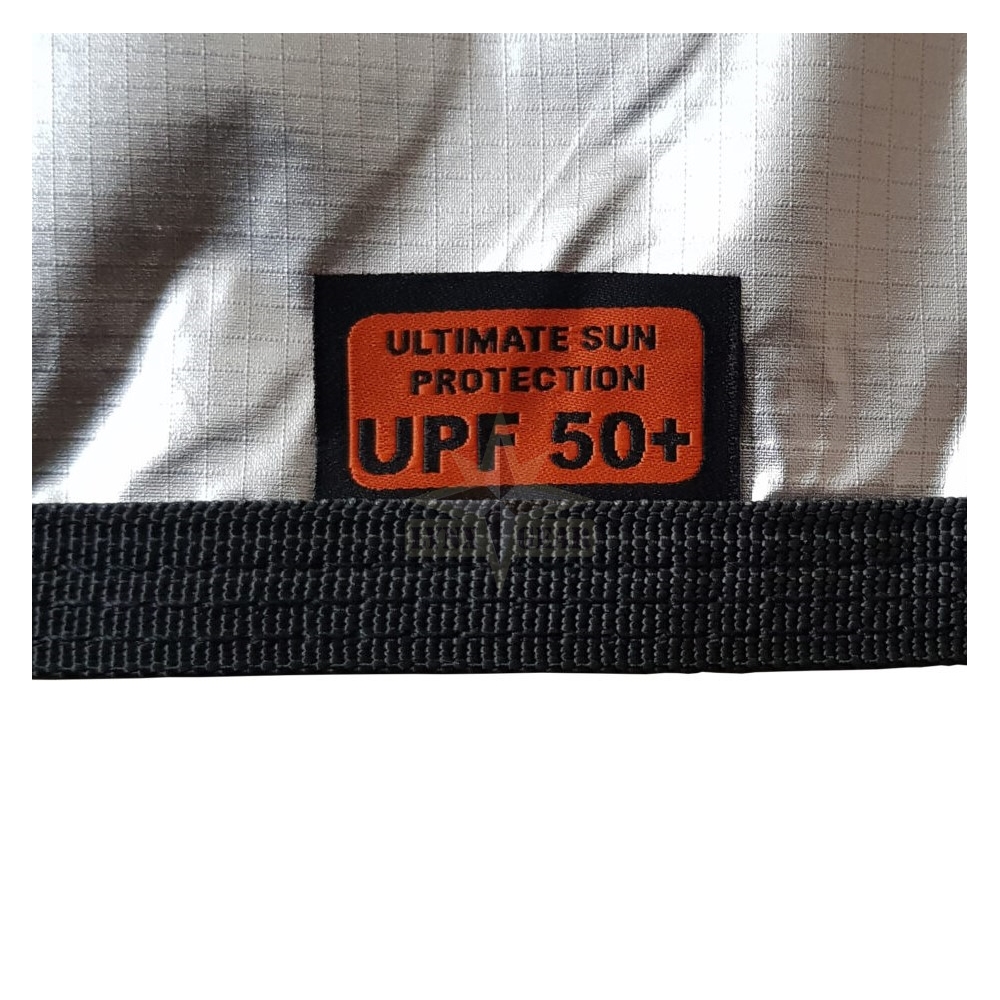 ULTIMATE SUN
PROTECTION
UPF 50+